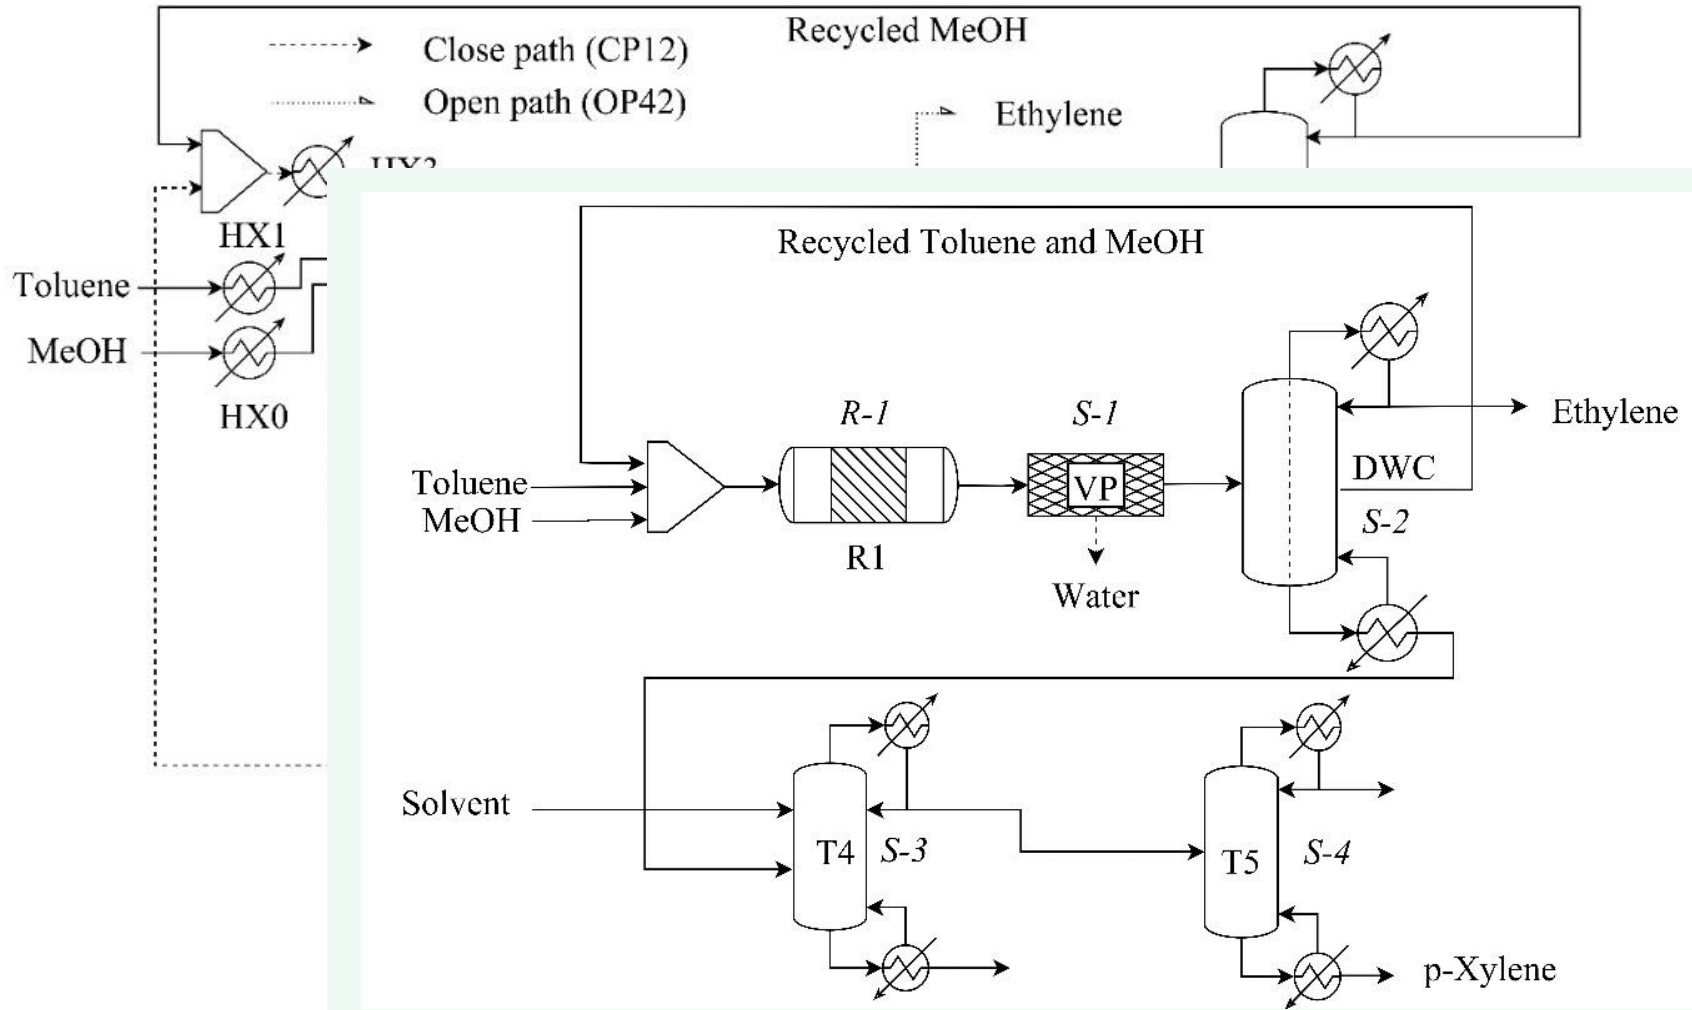 Recycled MeOH
Close path (CP12)
Open path (OP42)
Ethylene
HX1
Toluene
MeOH
HX0
Recycled Toluene and MeOH
R-1
S-1
Ethylene
Toluene
MeOH
VP
DWC
S-2
R1
Water
Solvent
T4
S-3
T5
S-4
p-Xylene